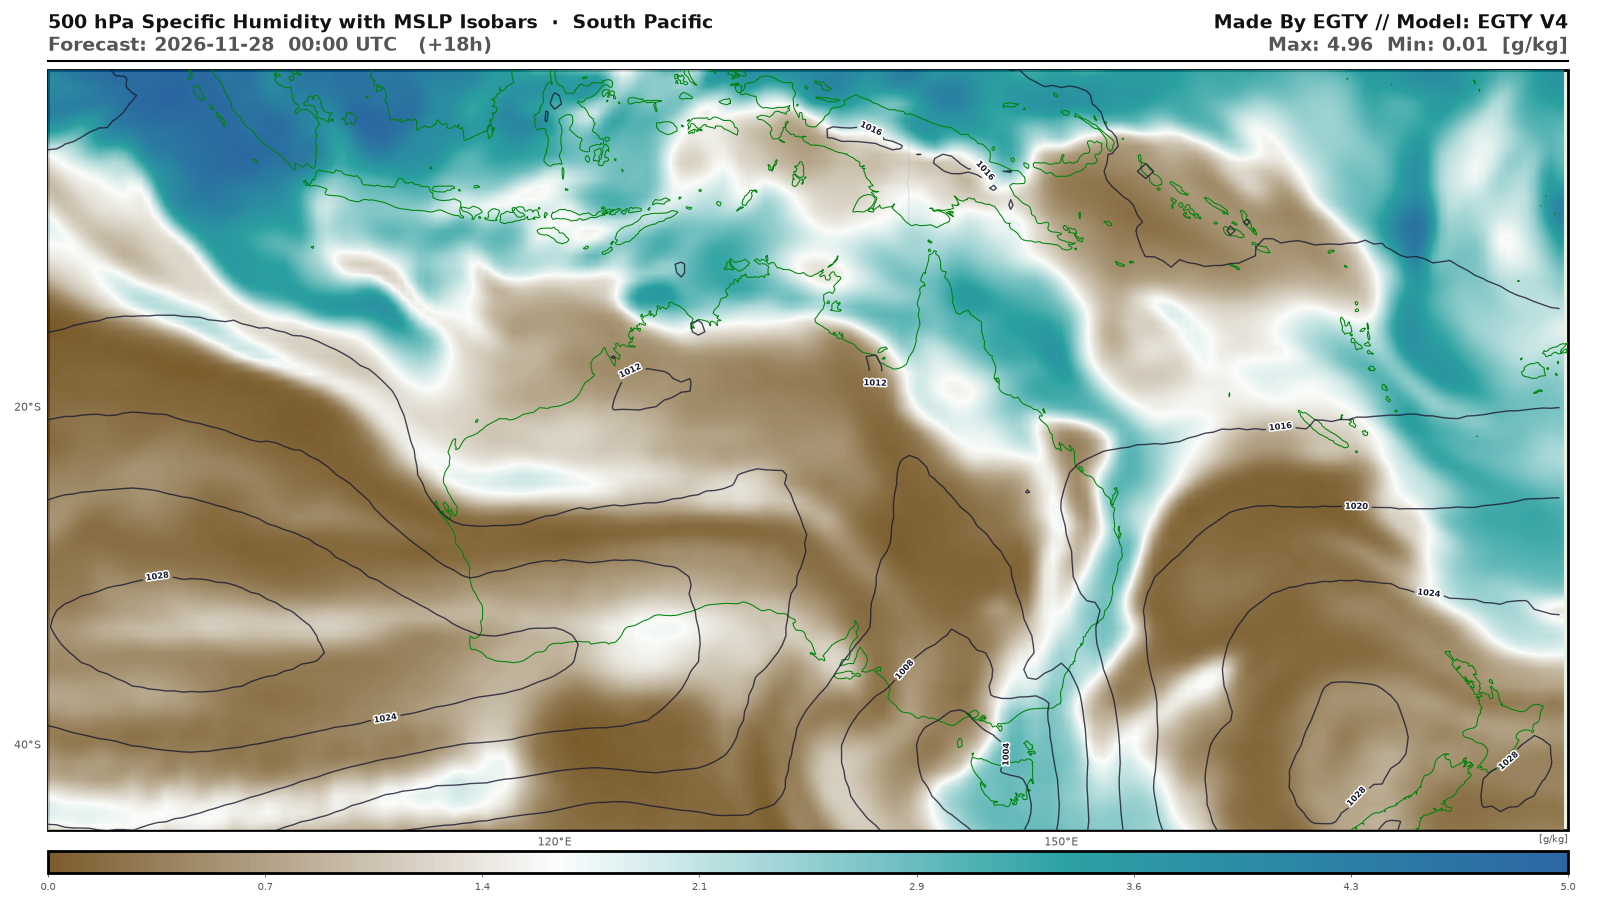 500 hPa Specific Humidity with MSLP Isobars · South Pacific
Made By EGTY // Model: EGTY V4
Forecast: 2026-11-28 00:00 UTC (+18h)
Max: 4.96 Min: 0.01 [g/kg]
1016
1016
1012
1012
20°S
1016
1020
1028
1024
1008
1024
40°S
1004
1028
1028
120°E
150°E
[g/kg]
0.0
0.7
1.4
2.1
2.9
3.6
4.3
5.0